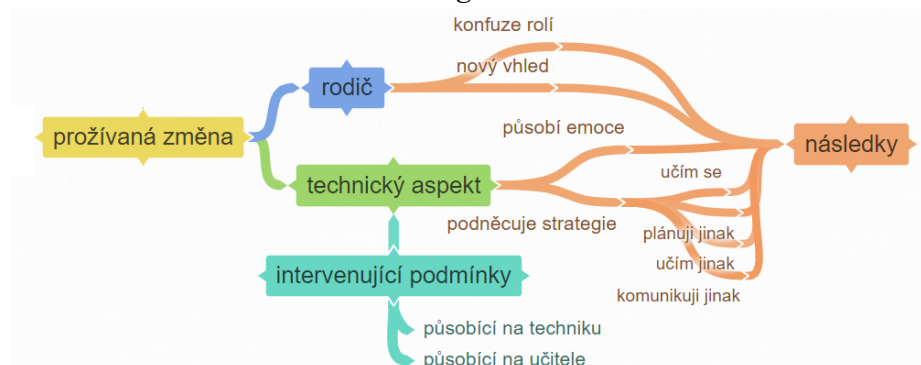 konfuze rolí
nový vhled
rodič
působí emoce
prožívaná změna
následky
učím se
technický aspekt
podněcuje strategie
plánuji jinak
učím jinak
intervenující podmínky
komunikuji jinak
působící na techniku
působící na učitele